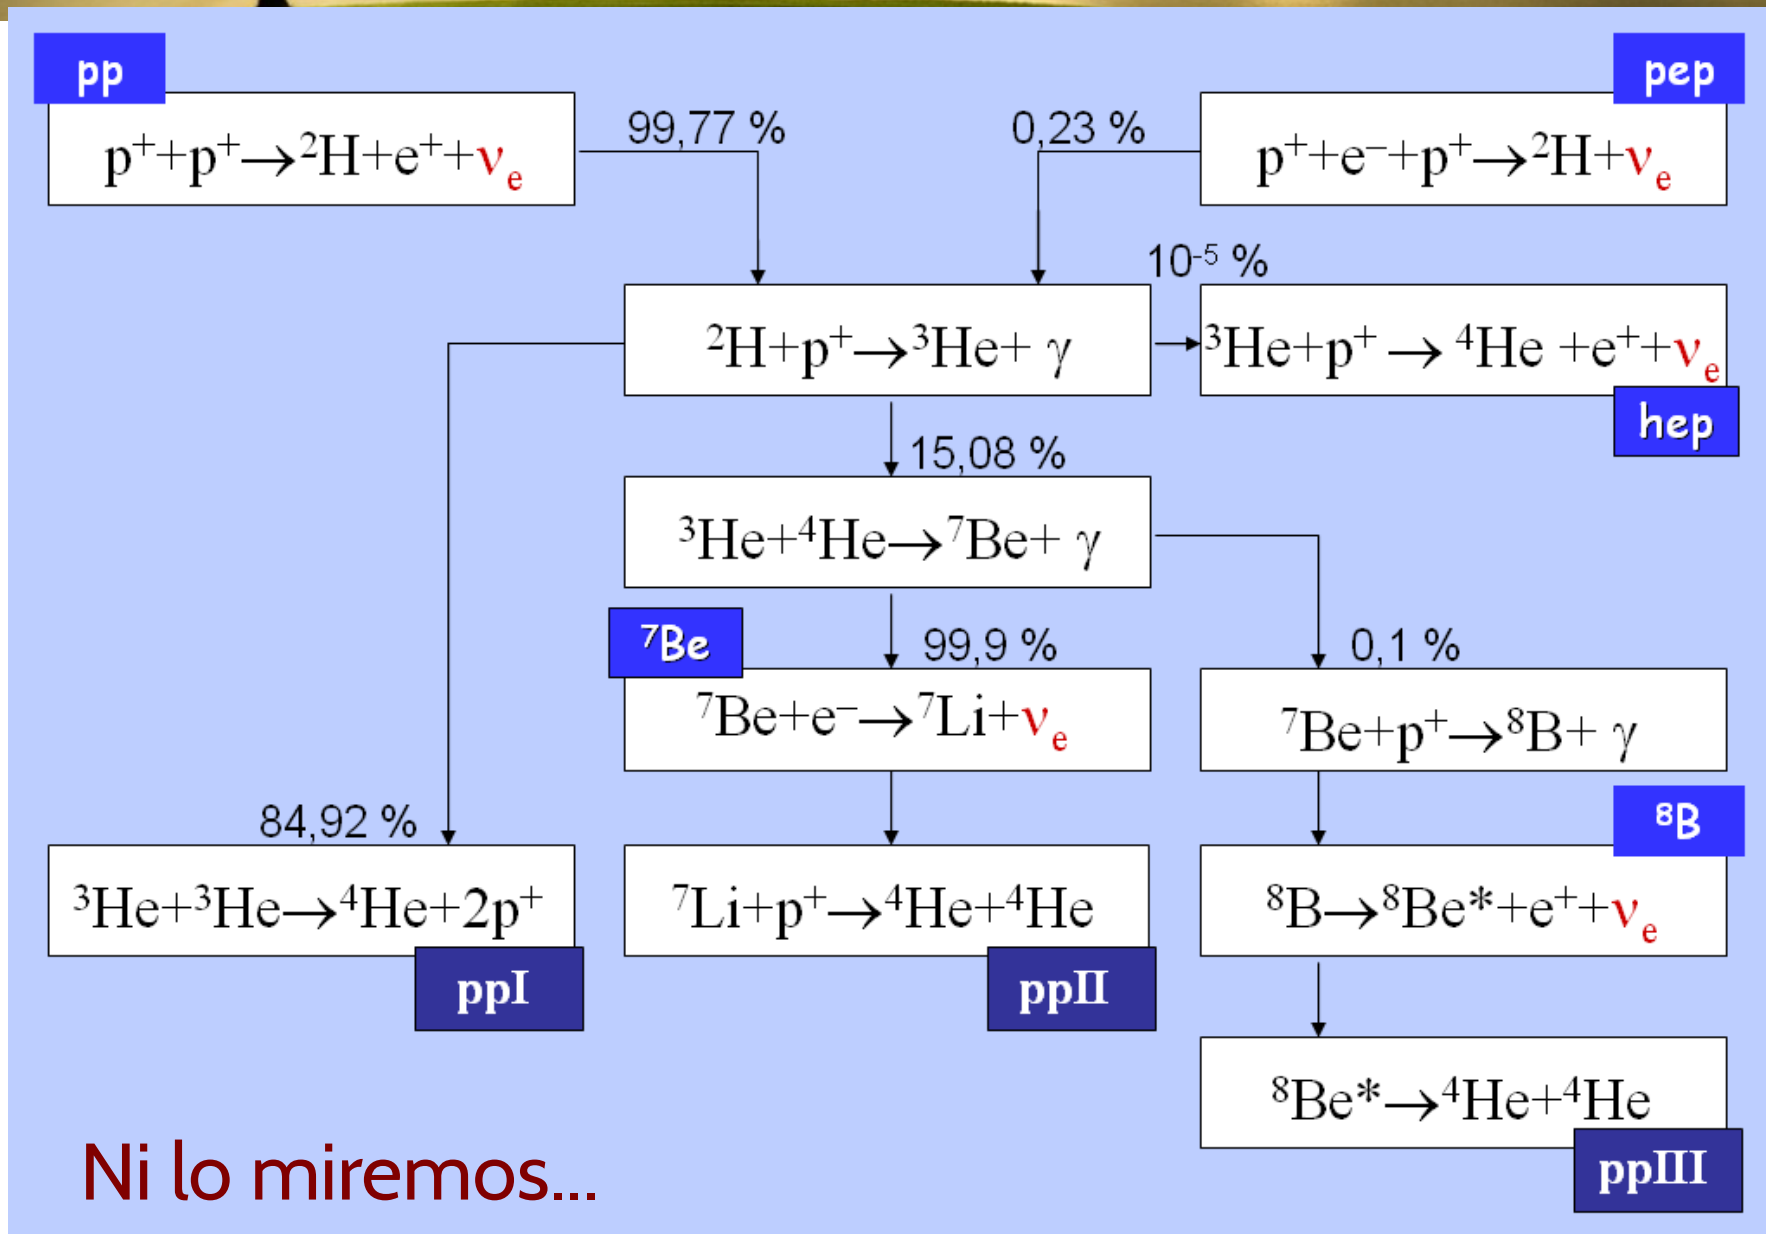 pp
pep
p⁺+p⁺→²H+e⁺+νₑ
99,77 %
0,23 %
p⁺+e⁻+p⁺→²H+νₑ
10⁻⁵ %
²H+p⁺→³He+ γ
³He+p⁺ → ⁴He +e⁺+νₑ
hep
15,08 %
³He+⁴He→⁷Be+ γ
⁷Be
99,9 %
0,1 %
⁷Be+e⁻→⁷Li+νₑ
⁷Be+p⁺→⁸B+ γ
84,92 %
⁸B
³He+³He→⁴He+2p⁺
⁷Li+p⁺→⁴He+⁴He
⁸B→⁸Be*+e⁺+νₑ
ppI
ppII
⁸Be*→⁴He+⁴He
ppIII
Ni lo miremos...